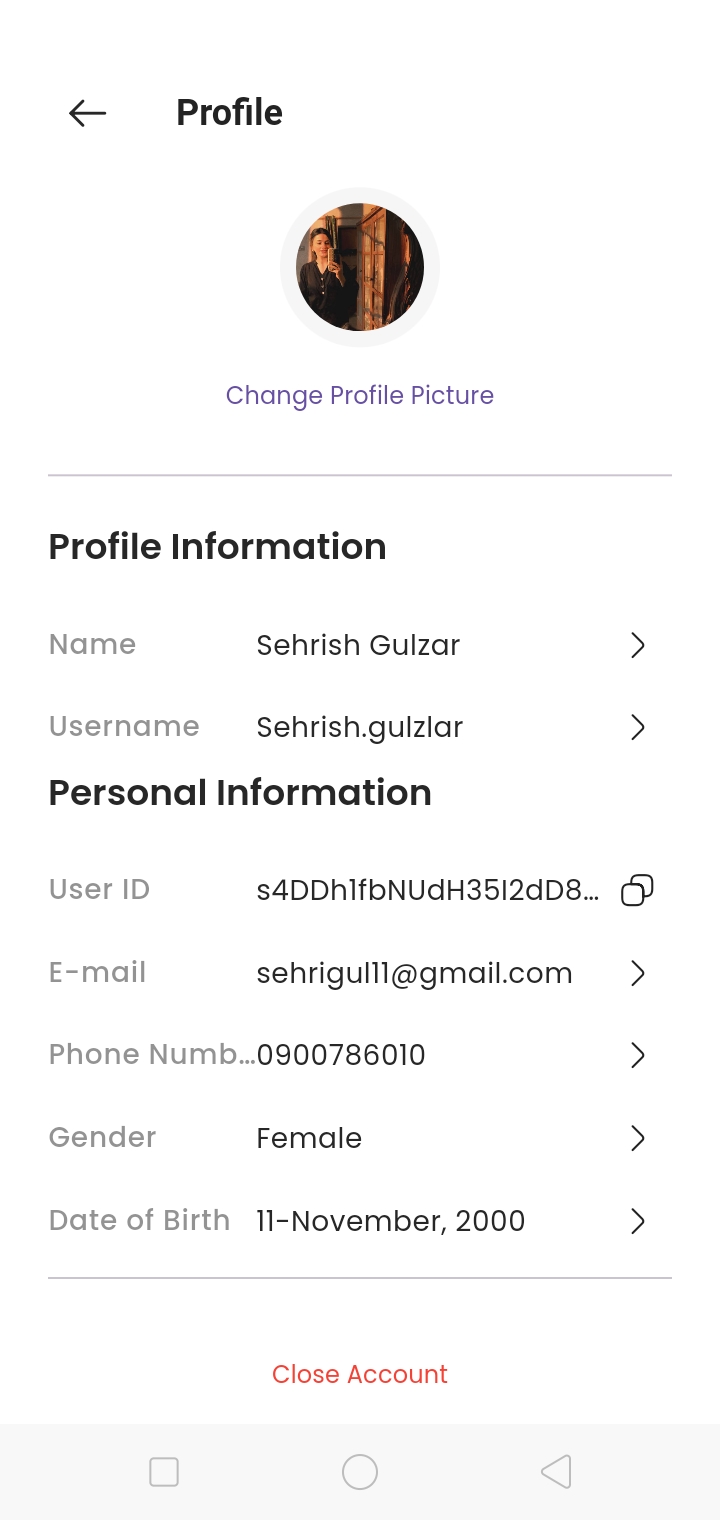 Profile
Change Profile Picture
Profile Information
Name Sehrish Gulzar
Username Sehrish.gulzlar
Personal Information
User ID s4DDh1fbNUdH35I2dD8...
E-mail sehrigul11@gmail.com
Phone Numb... 0900786010
Gender Female
Date of Birth 11-November, 2000
Close Account